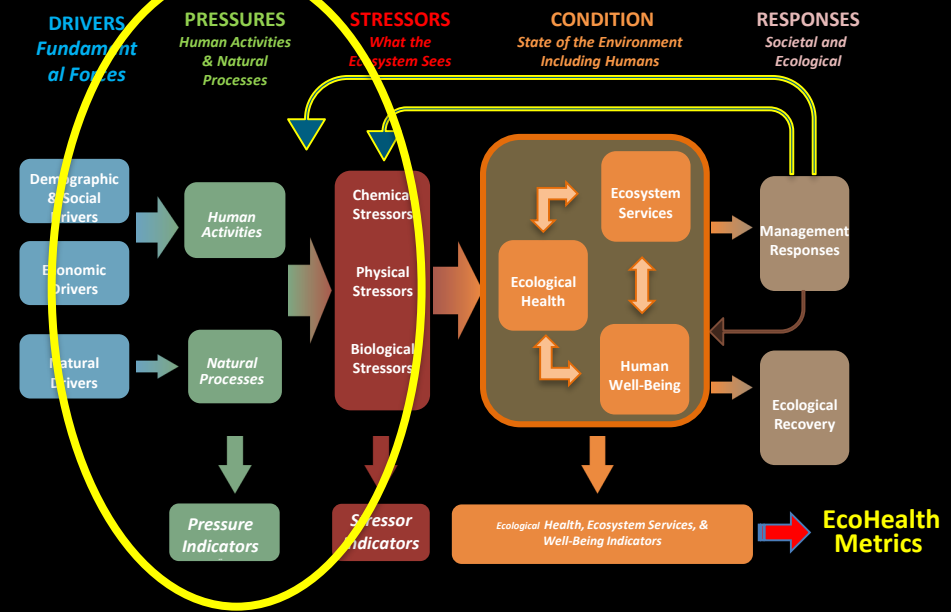 DRIVERS
Fundament
al Forces
PRESSURES
Human Activities
& Natural
Processes
STRESSORS
What the
Ecosystem Sees
CONDITION
State of the Environment
Including Humans
RESPONSES
Societal and
Ecological
Demographic
& Social
Drivers
Economic
Drivers
Natural
Drivers
Human
Activities
Natural
Processes
Chemical
Stressors
Physical
Stressors
Biological
Stressors
Ecosystem
Services
Ecological
Health
Human
Well-Being
Management
Responses
Ecological
Recovery
Pressure
Indicators
Stressor
Indicators
Ecological Health, Ecosystem Services, &
Well-Being Indicators
EcoHealth
Metrics